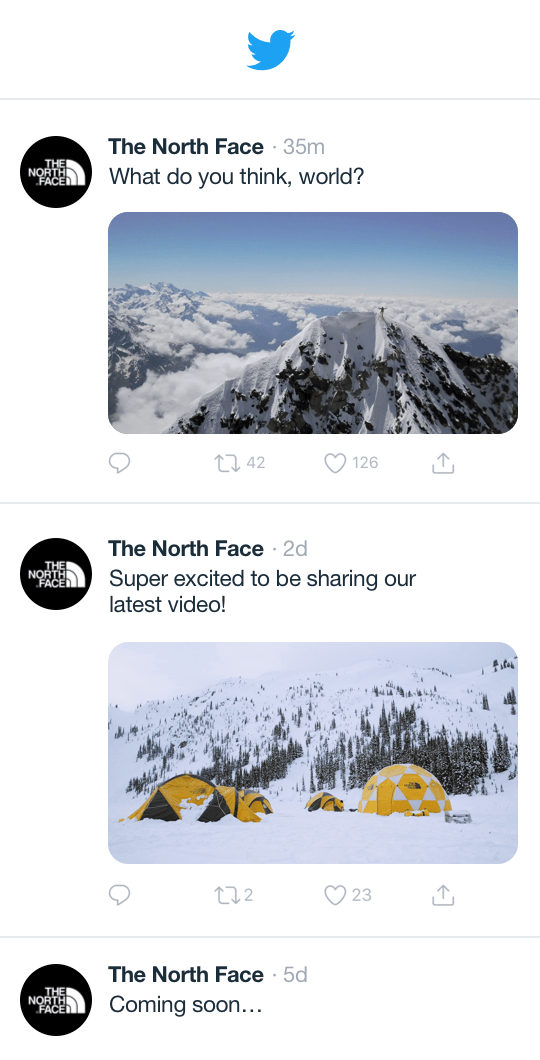 The North Face · 35m
THE
NORTH
FACE
What do you think, world?
42
126
The North Face · 2d
THE
NORTH
FACE
Super excited to be sharing our
latest video!
2
23
The North Face · 5d
THE
NORTH
FACE
Coming soon…